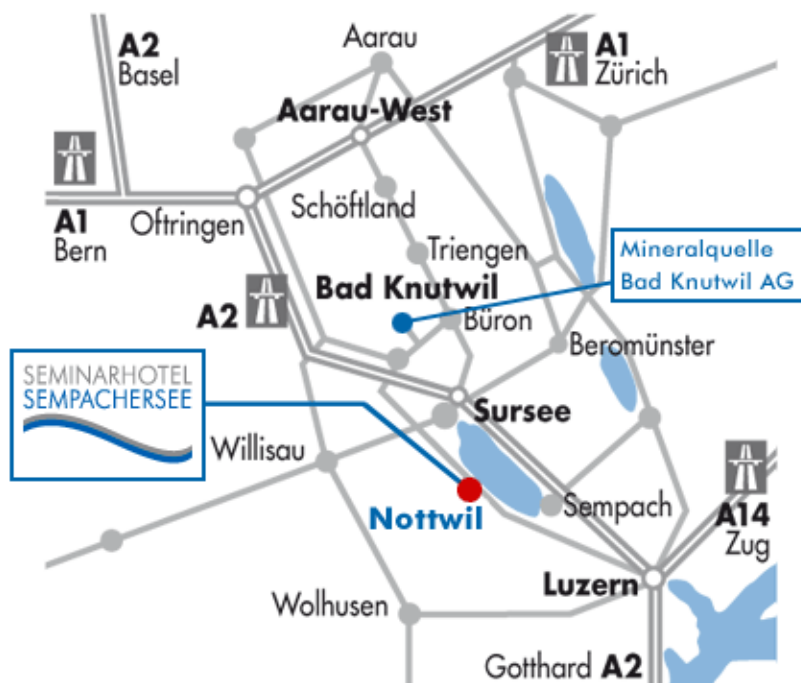 A2
Basel
Aarau
A1
Zürich
Aarau-West
A1
Bern
Oftringen
Schöftland
Triengen
Mineralquelle
Bad Knutwil AG
Bad Knutwil
A2
Büron
Beromünster
SEMINARHOTEL
SEMPACHERSEE
Sursee
Willisau
Nottwil
Sempach
A14
Zug
Luzern
Wolhusen
Gotthard A2